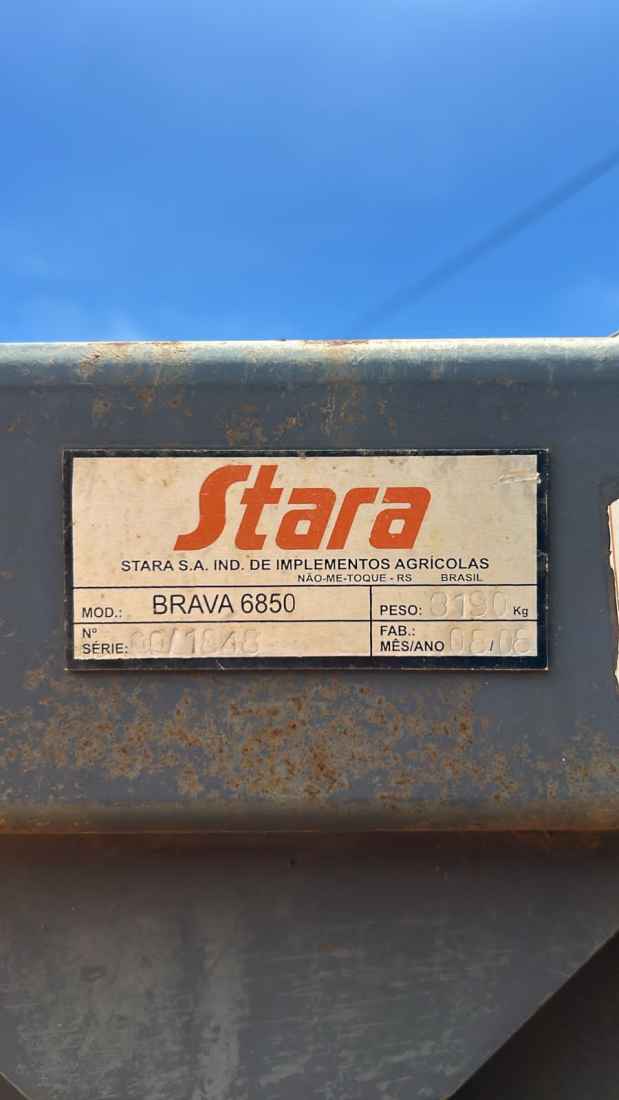 Stara
STARA S.A. IND. DE IMPLEMENTOS AGRÍCOLAS
NÃO-ME-TOQUE - RS BRASIL
MOD.: BRAVA 6850
PESO: Kg
Nº
SÉRIE:
FAB.:
MÊS/ANO